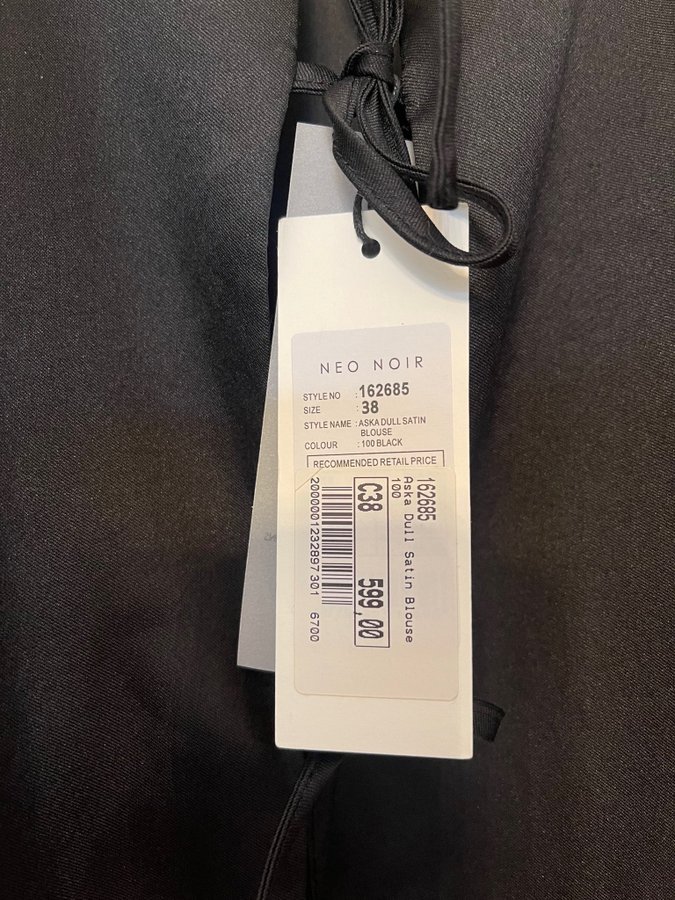 NEO NOIR
STYLE NO : 162685
SIZE : 38
STYLE NAME : ASKA DULL SATIN
BLOUSE
COLOUR : 100 BLACK
RECOMMENDED RETAIL PRICE
162685
Aska Dull Satin Blouse
100
C38 599,00
2000001232897301 6700